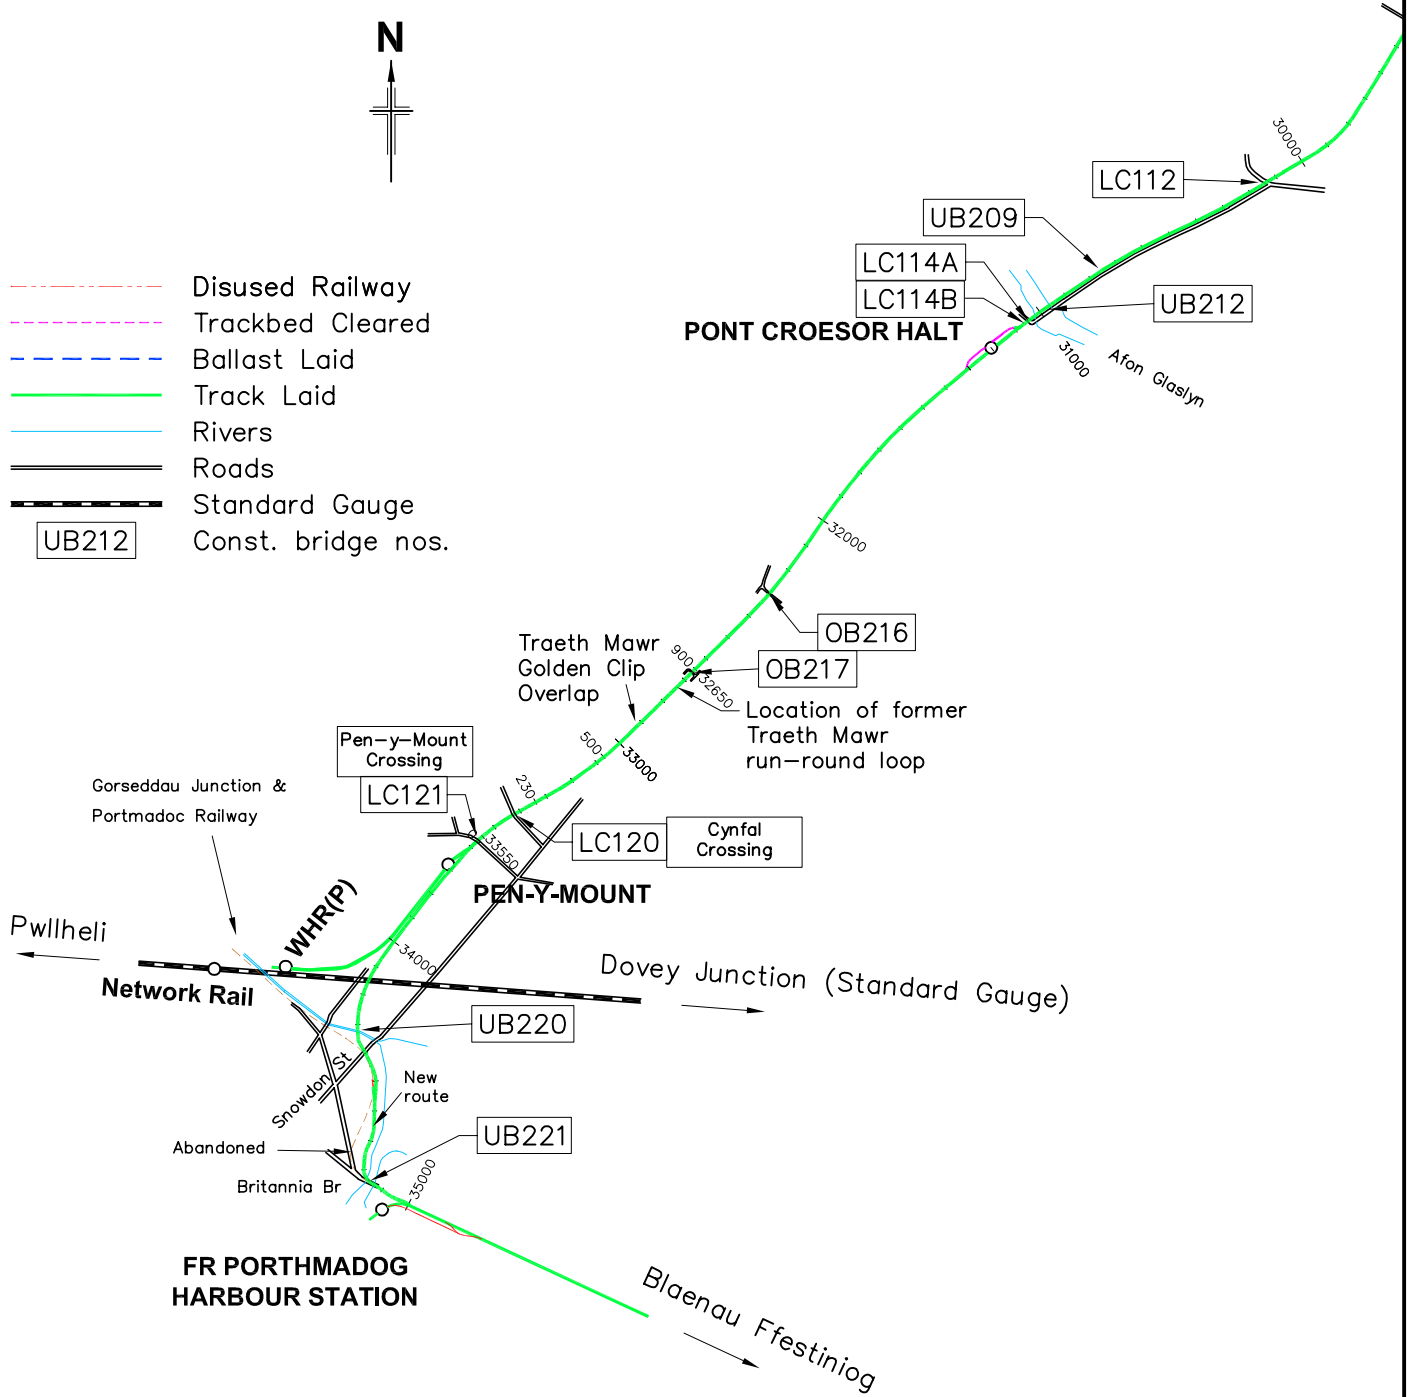 N
30000
LC112
UB209
LC114A
LC114B
UB212
PONT CROESOR HALT
31000
Afon Glaslyn
Disused Railway
Trackbed Cleared
Ballast Laid
Track Laid
Rivers
Roads
Standard Gauge
UB212
Const. bridge nos.
32000
OB216
OB217
900
32650
Traeth Mawr
Golden Clip
Overlap
Location of former
Traeth Mawr
run-round loop
500
33000
Pen-y-Mount
Crossing
LC121
230
Gorseddau Junction &
Portmadoc Railway
LC120
Cynfal
Crossing
33550
PEN-Y-MOUNT
WHR(P)
Pwllheli
34000
Network Rail
Dovey Junction (Standard Gauge)
UB220
Snowdon St
New
route
UB221
Abandoned
Britannia Br
35000
FR PORTHMADOG
HARBOUR STATION
Blaenau Ffestiniog